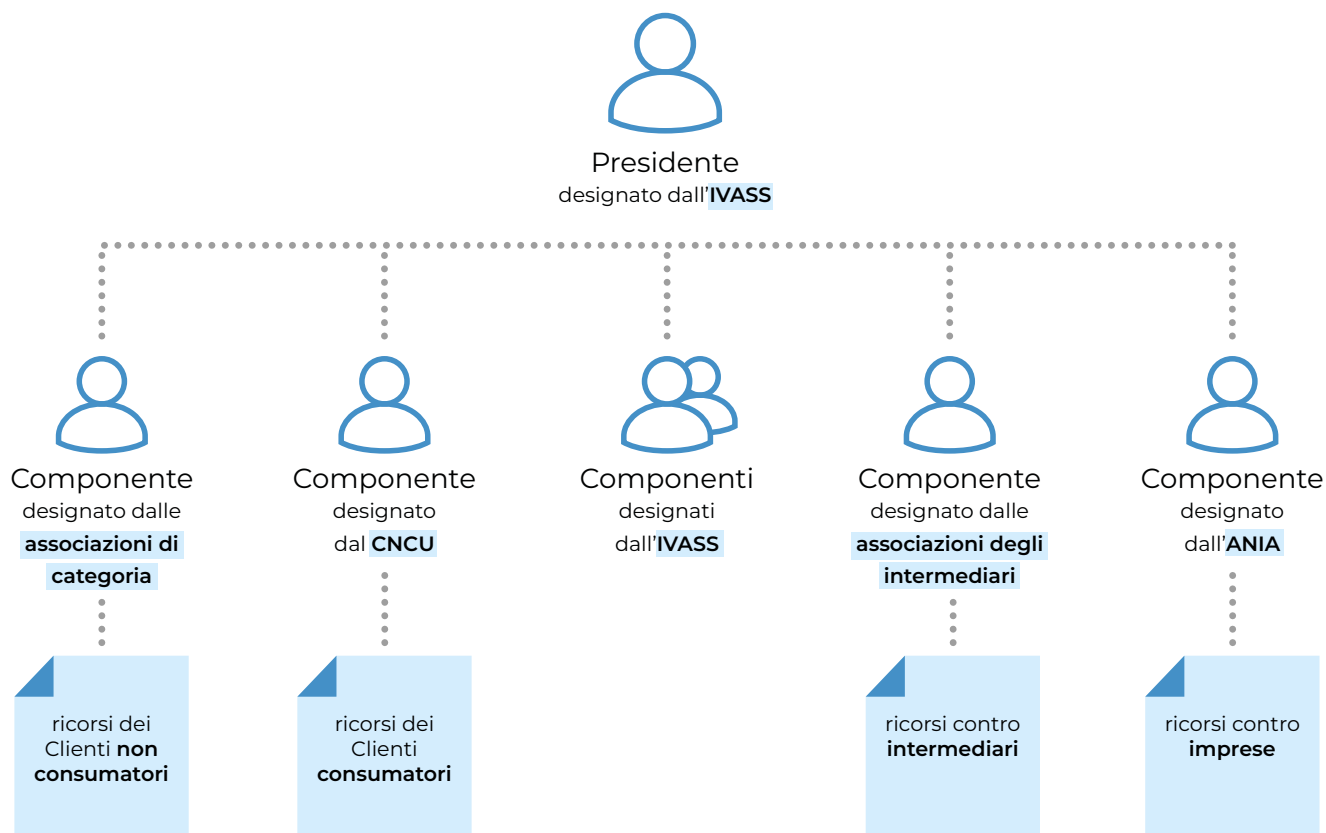 Presidente
designato dall'IVASS
Componente
designato dalle
associazioni di
categoria
Componente
designato
dal CNCU
Componenti
designati
dall'IVASS
Componente
designato dalle
associazioni degli
intermediari
Componente
designato
dall'ANIA
ricorsi dei
Clienti non
consumatori
ricorsi dei
Clienti
consumatori
ricorsi contro
intermediari
ricorsi contro
imprese